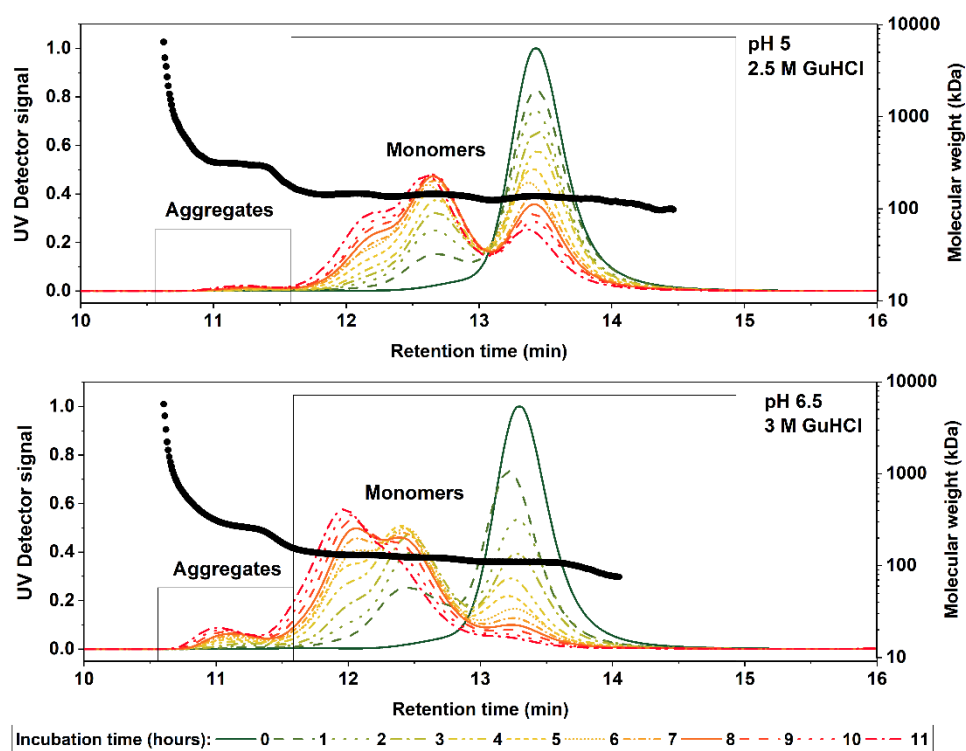 10000
1.0
pH 5
2.5 M GuHCl
0.8
1000
UV Detector signal
Molecular weight (kDa)
0.6
Monomers
0.4
Aggregates
100
0.2
0.0
10
10 11 12 13 14 15 16
Retention time (min)
10000
1.0
pH 6.5
3 M GuHCl
0.8
1000
UV Detector signal
Molecular weight (kDa)
0.6
Monomers
0.4
Aggregates
100
0.2
0.0
10
10 11 12 13 14 15 16
Retention time (min)
Incubation time (hours): 0 1 2 3 4 5 6 7 8 9 10 11